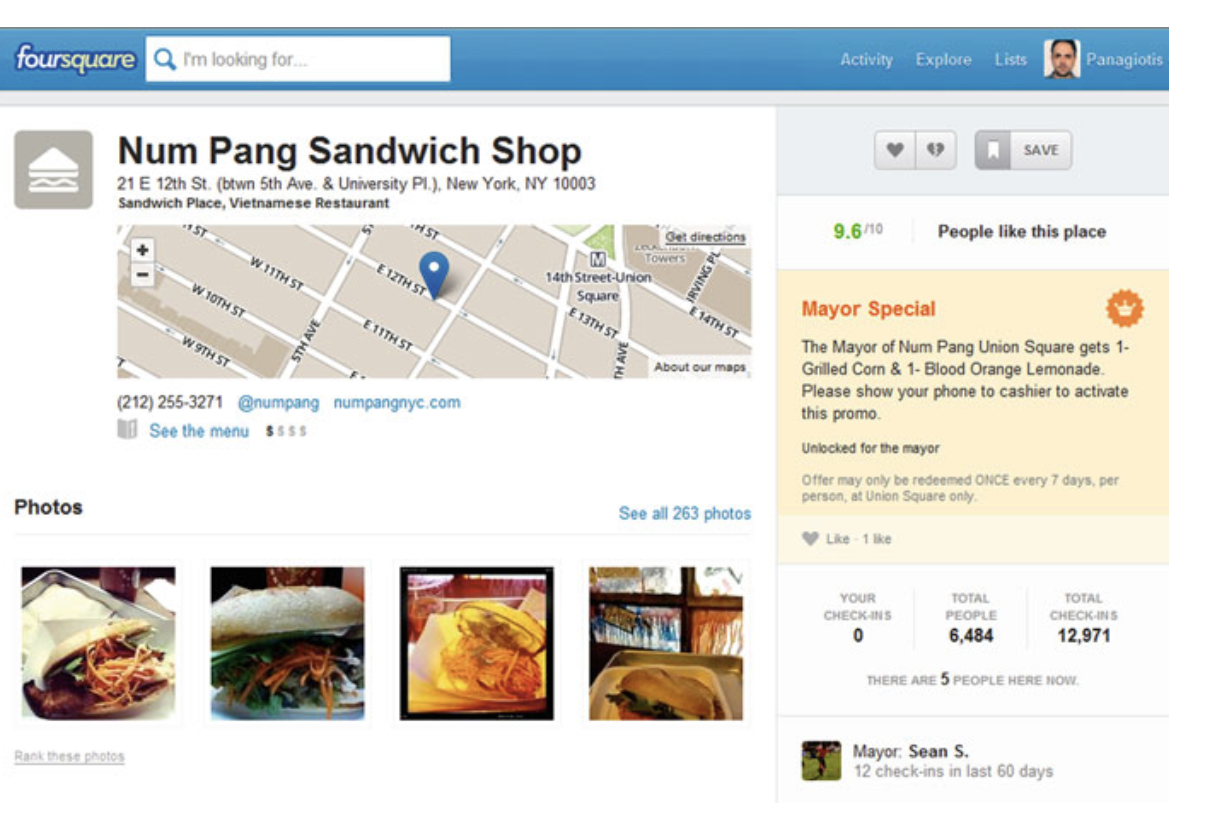 foursquare
I'm looking for...
Activity Explore Lists Panagiotis
Num Pang Sandwich Shop
21 E 12th St. (btwn 5th Ave. & University Pl.), New York, NY 10003
Sandwich Place, Vietnamese Restaurant
+
−
Get directions
Towers
W 11TH ST
E 12TH ST
M
14th Street-Union
Square
IRVING PL
W 10TH ST
E 13TH ST
E 14TH ST
W 9TH ST
5TH AVE
E 11TH ST
About our maps
(212) 255-3271 @numpang numpangnyc.com
See the menu $$$$
Photos
See all 263 photos
Rank these photos
SAVE
9.6/10 People like this place
Mayor Special
The Mayor of Num Pang Union Square gets 1-
Grilled Corn & 1- Blood Orange Lemonade.
Please show your phone to cashier to activate
this promo.
Unlocked for the mayor
Offer may only be redeemed ONCE every 7 days, per
person, at Union Square only.
Like · 1 like
YOUR
CHECK-INS
0
TOTAL
PEOPLE
6,484
TOTAL
CHECK-INS
12,971
THERE ARE 5 PEOPLE HERE NOW.
Mayor: Sean S.
12 check-ins in last 60 days